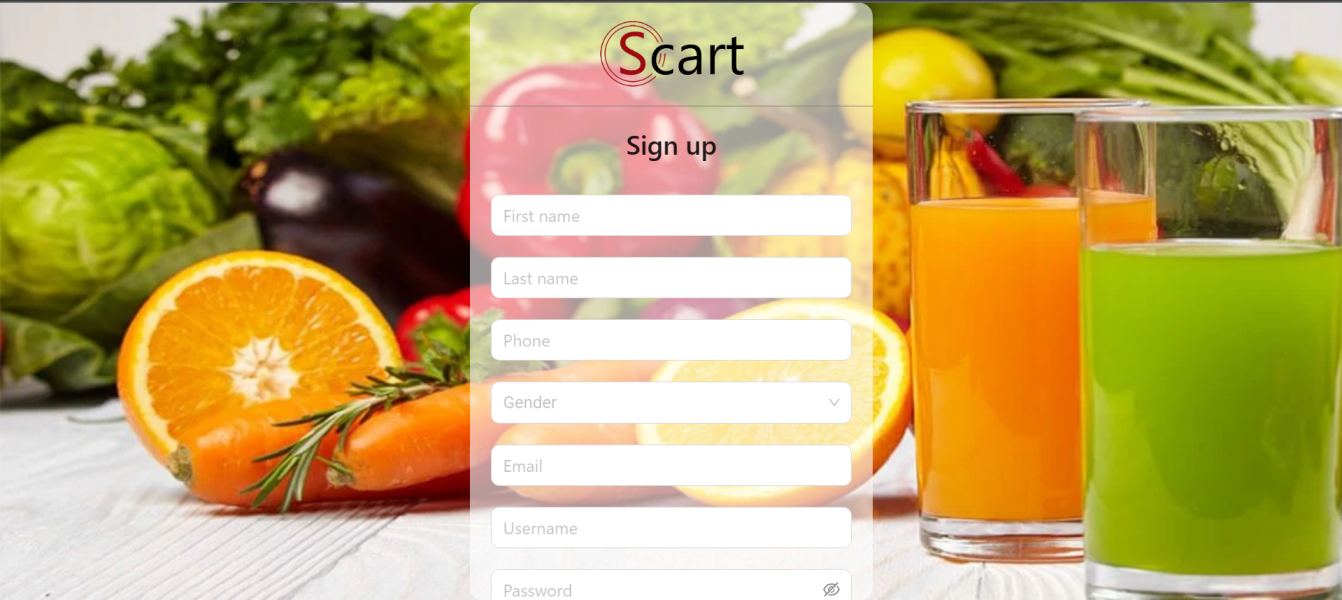 Scart
Sign up
First name
Last name
Phone
Gender
Email
Username
Password